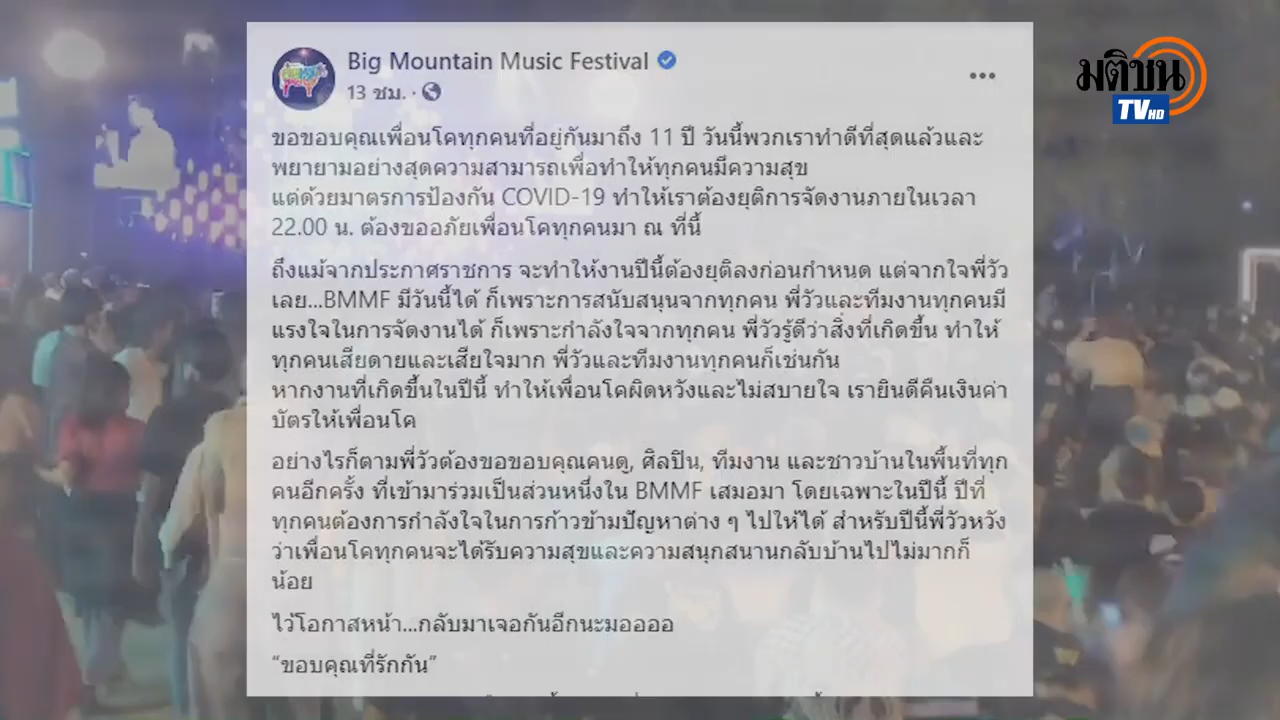 Big Mountain Music Festival
13 ชม. ·
มติชน
TV HD
ขอขอบคุณเพื่อนโคทุกคนที่อยู่กันมาถึง 11 ปี วันนี้พวกเราทำดีที่สุดแล้วและ
พยายามอย่างสุดความสามารถเพื่อทำให้ทุกคนมีความสุข
แต่ด้วยมาตรการป้องกัน COVID-19 ทำให้เราต้องยุติการจัดงานภายในเวลา
22.00 น. ต้องขออภัยเพื่อนโคทุกคนมา ณ ที่นี้
ถึงแม้จากประกาศราชการ จะทำให้งานปีนี้ต้องยุติลงก่อนกำหนด แต่จากใจพี่วัว
เลย...BMMF มีวันนี้ได้ ก็เพราะการสนับสนุนจากทุกคน พี่วัวและทีมงานทุกคนมี
แรงใจในการจัดงานได้ ก็เพราะกำลังใจจากทุกคน พี่วัวรู้ดีว่าสิ่งที่เกิดขึ้น ทำให้
ทุกคนเสียดายและเสียใจมาก พี่วัวและทีมงานทุกคนก็เช่นกัน
หากงานที่เกิดขึ้นในปีนี้ ทำให้เพื่อนโคผิดหวังและไม่สบายใจ เรายินดีคืนเงินค่า
บัตรให้เพื่อนโค
อย่างไรก็ตามพี่วัวต้องขอขอบคุณคนดู, ศิลปิน, ทีมงาน และชาวบ้านในพื้นที่ทุก
คนอีกครั้ง ที่เข้ามาร่วมเป็นส่วนหนึ่งใน BMMF เสมอมา โดยเฉพาะในปีนี้ ปีที่
ทุกคนต้องการกำลังใจในการก้าวข้ามปัญหาต่าง ๆ ไปให้ได้ สำหรับปีนี้พี่วัวหวัง
ว่าเพื่อนโคทุกคนจะได้รับความสุขและความสนุกสนานกลับบ้านไปไม่มากก็
น้อย
ไว้โอกาสหน้า...กลับมาเจอกันอีกนะมออออ
“ขอบคุณที่รักกัน”